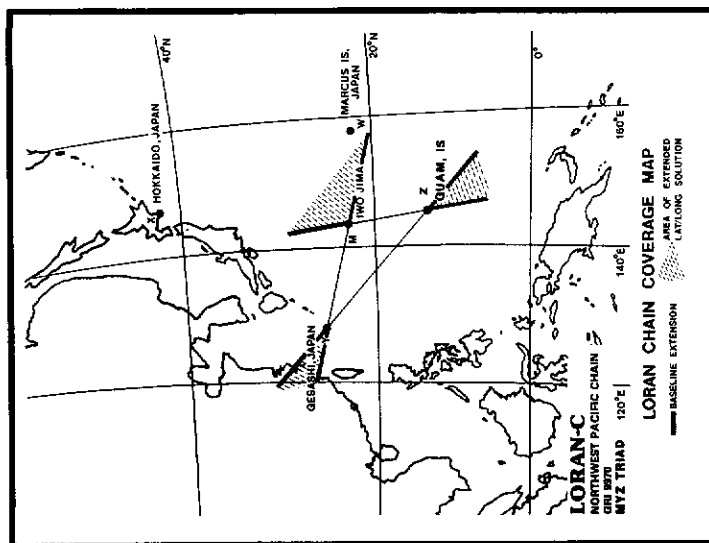 40°N
X HOKKAIDO, JAPAN
MARCUS IS,
JAPAN
W
20°N
IWO JIMA
M
Z
GUAM, IS
GESASHI, JAPAN
Y
0°
160°E
140°E
120°E
LORAN-C
NORTHWEST PACIFIC CHAIN
GRI 9970
MYZ TRIAD
LORAN CHAIN COVERAGE MAP
BASELINE EXTENSION
AREA OF EXTENDED
LAT/LONG SOLUTION